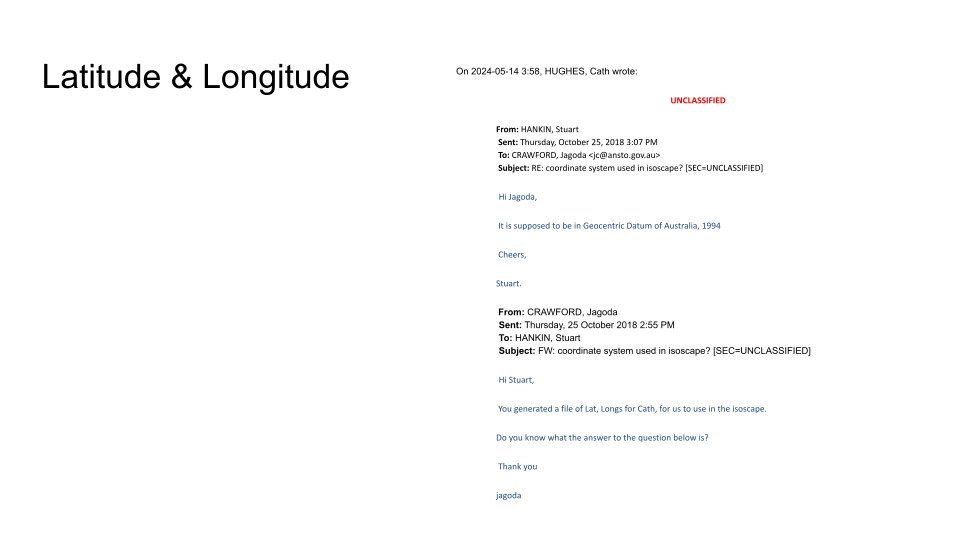 Latitude & Longitude
On 2024-05-14 3:58, HUGHES, Cath wrote:
UNCLASSIFIED
From: HANKIN, Stuart
Sent: Thursday, October 25, 2018 3:07 PM
To: CRAWFORD, Jagoda <jc@ansto.gov.au>
Subject: RE: coordinate system used in isoscape? [SEC=UNCLASSIFIED]
Hi Jagoda,
It is supposed to be in Geocentric Datum of Australia, 1994
Cheers,
Stuart.
From: CRAWFORD, Jagoda
Sent: Thursday, 25 October 2018 2:55 PM
To: HANKIN, Stuart
Subject: FW: coordinate system used in isoscape? [SEC=UNCLASSIFIED]
Hi Stuart,
You generated a file of Lat, Longs for Cath, for us to use in the isoscape.
Do you know what the answer to the question below is?
Thank you
jagoda